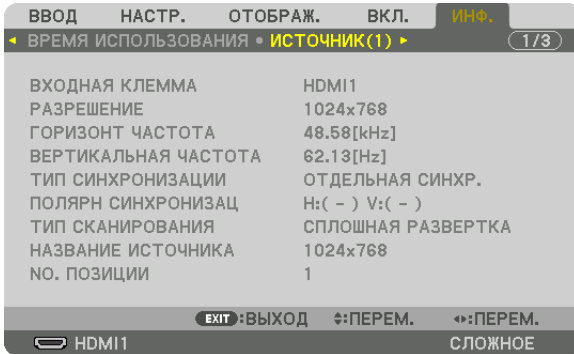 ВВОД НАСТР. ОТОБРАЖ. ВКЛ. ИНФ.
ВРЕМЯ ИСПОЛЬЗОВАНИЯ • ИСТОЧНИК(1) 1/3
ВХОДНАЯ КЛЕММА HDMI1
РАЗРЕШЕНИЕ 1024x768
ГОРИЗОНТ ЧАСТОТА 48.58[kHz]
ВЕРТИКАЛЬНАЯ ЧАСТОТА 62.13[Hz]
ТИП СИНХРОНИЗАЦИИ ОТДЕЛЬНАЯ СИНХР.
ПОЛЯРН СИНХРОНИЗАЦ H:( – ) V:( – )
ТИП СКАНИРОВАНИЯ СПЛОШНАЯ РАЗВЕРТКА
НАЗВАНИЕ ИСТОЧНИКА 1024x768
NO. ПОЗИЦИИ 1
EXIT:ВЫХОД :ПЕРЕМ. :ПЕРЕМ.
HDMI1 СЛОЖНОЕ